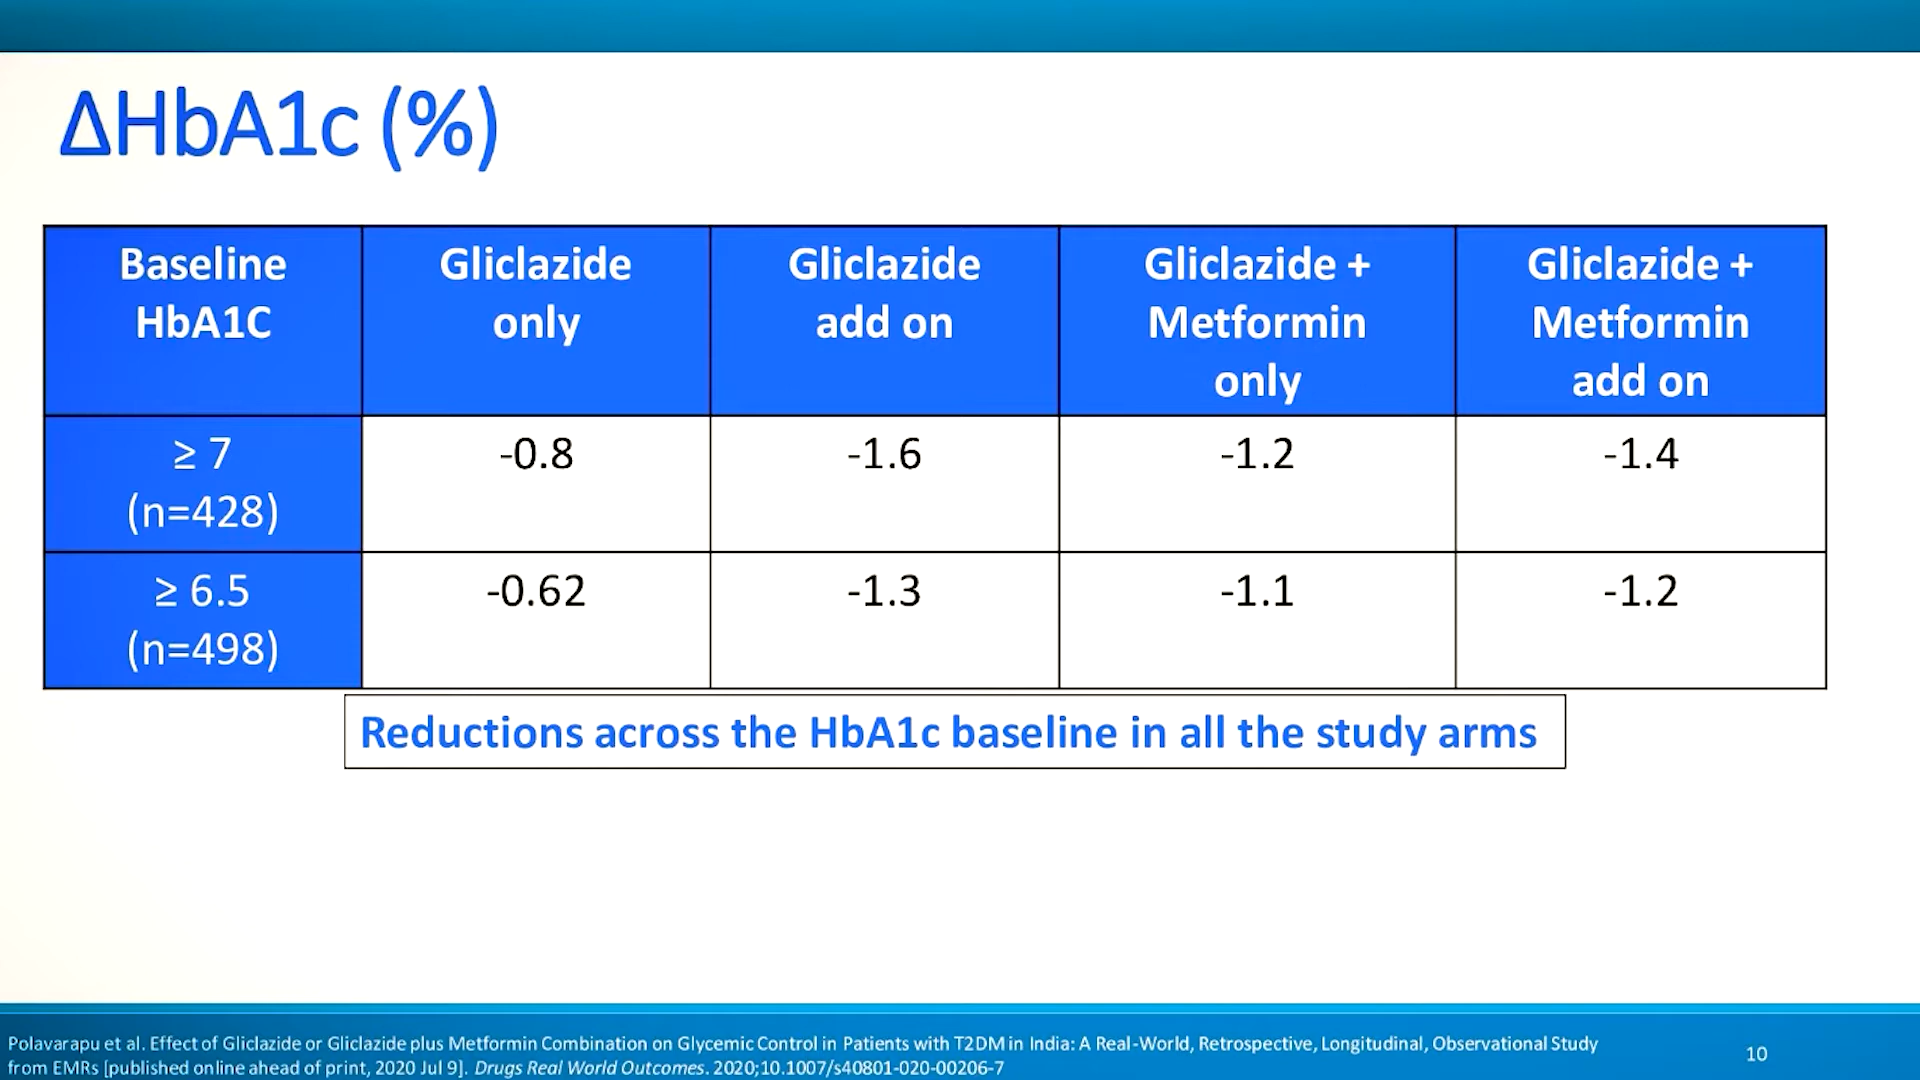 ΔHbA1c (%)
Baseline HbA1C
Gliclazide only
Gliclazide add on
Gliclazide + Metformin only
Gliclazide + Metformin add on
≥ 7 (n=428)
-0.8
-1.6
-1.2
-1.4
≥ 6.5 (n=498)
-0.62
-1.3
-1.1
-1.2
Reductions across the HbA1c baseline in all the study arms
Polavarapu et al. Effect of Gliclazide or Gliclazide plus Metformin Combination on Glycemic Control in Patients with T2DM in India: A Real-World, Retrospective, Longitudinal, Observational Study
from EMRs [published online ahead of print, 2020 Jul 9]. Drugs Real World Outcomes. 2020;10.1007/s40801-020-00206-7
10